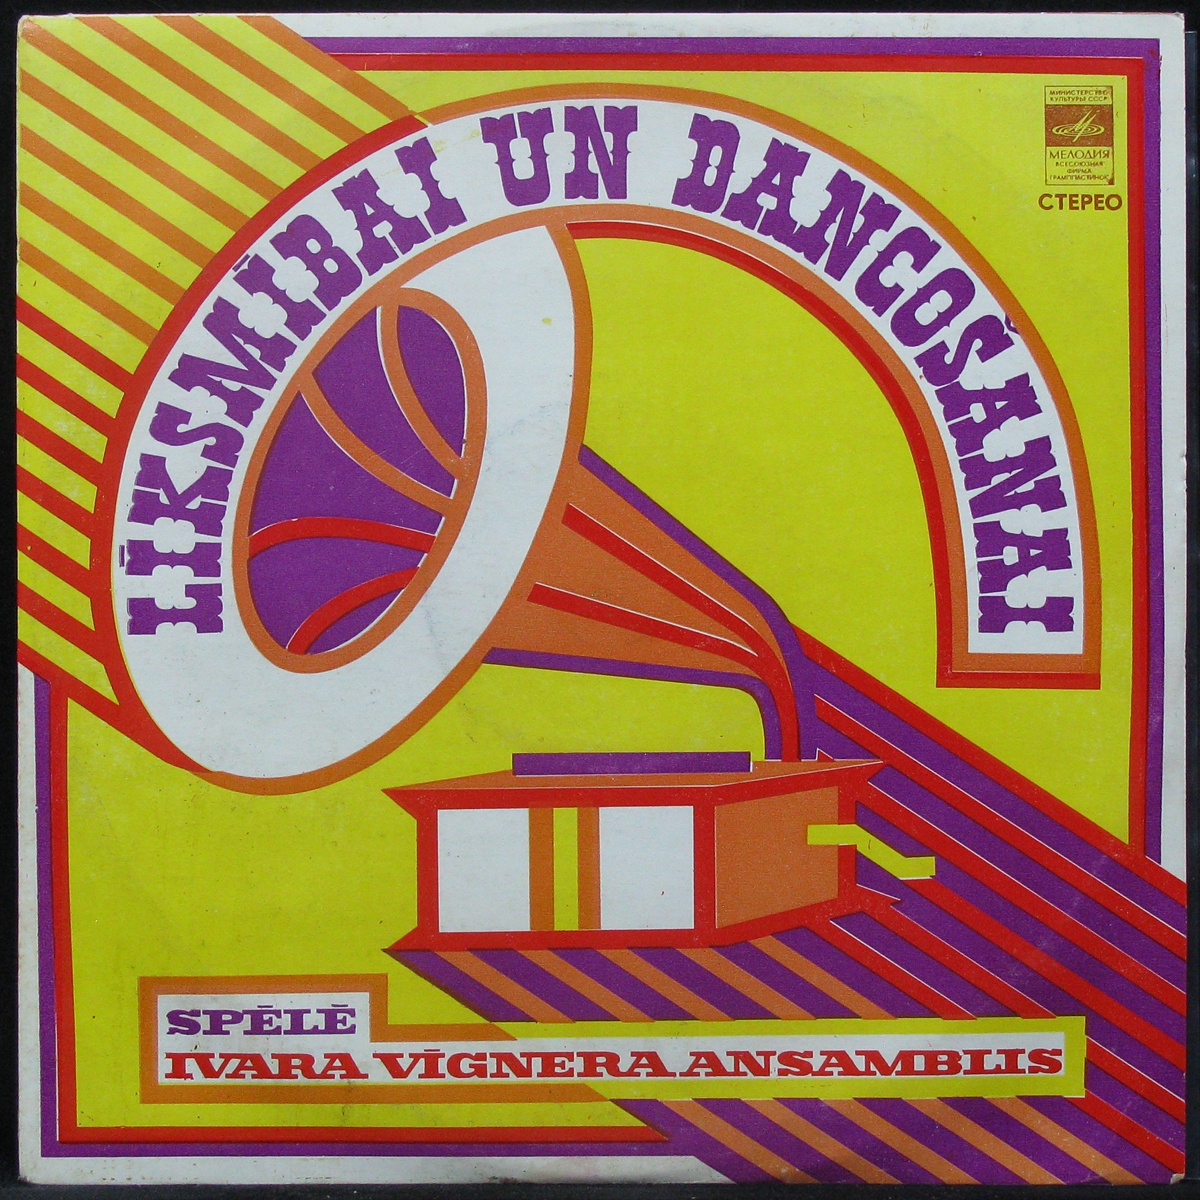 LĪKSMĪBAI UN DANCOŠANAI
МИНИСТЕРСТВО
КУЛЬТУРЫ СССР
МЕЛОДИЯ
ВСЕСОЮЗНАЯ
ФИРМА
ГРАМПЛАСТИНОК
СТЕРЕО
SPĒLĒ
IVARA VĪGNERA ANSAMBLIS